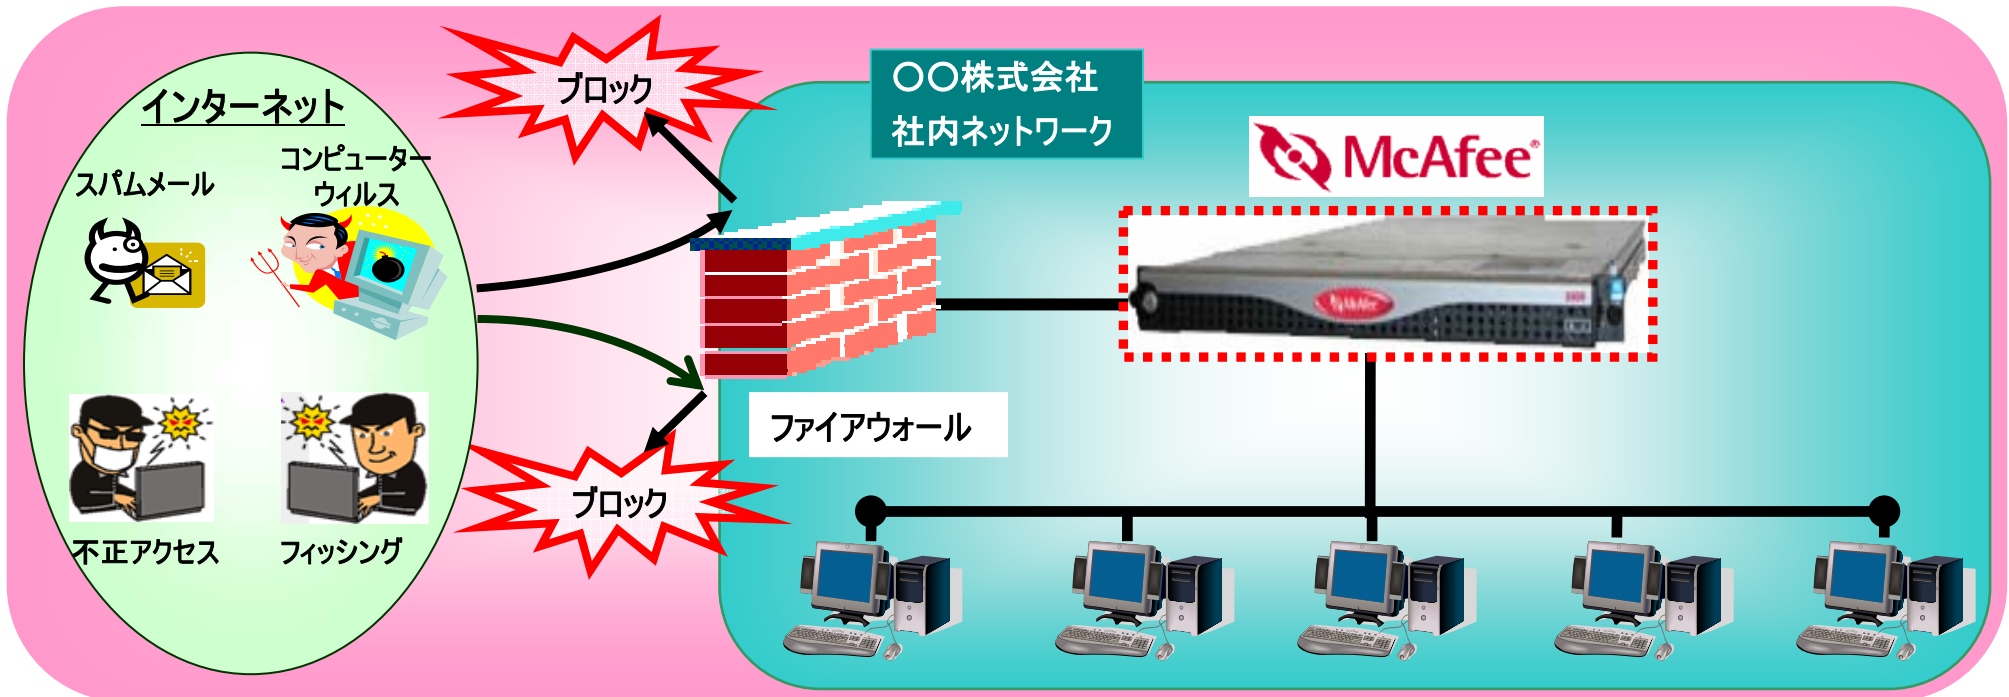 インターネット
スパムメール
コンピューター
ウィルス
不正アクセス
フィッシング
ブロック
ブロック
〇〇株式会社
社内ネットワーク
McAfee®
McAfee
ファイアウォール